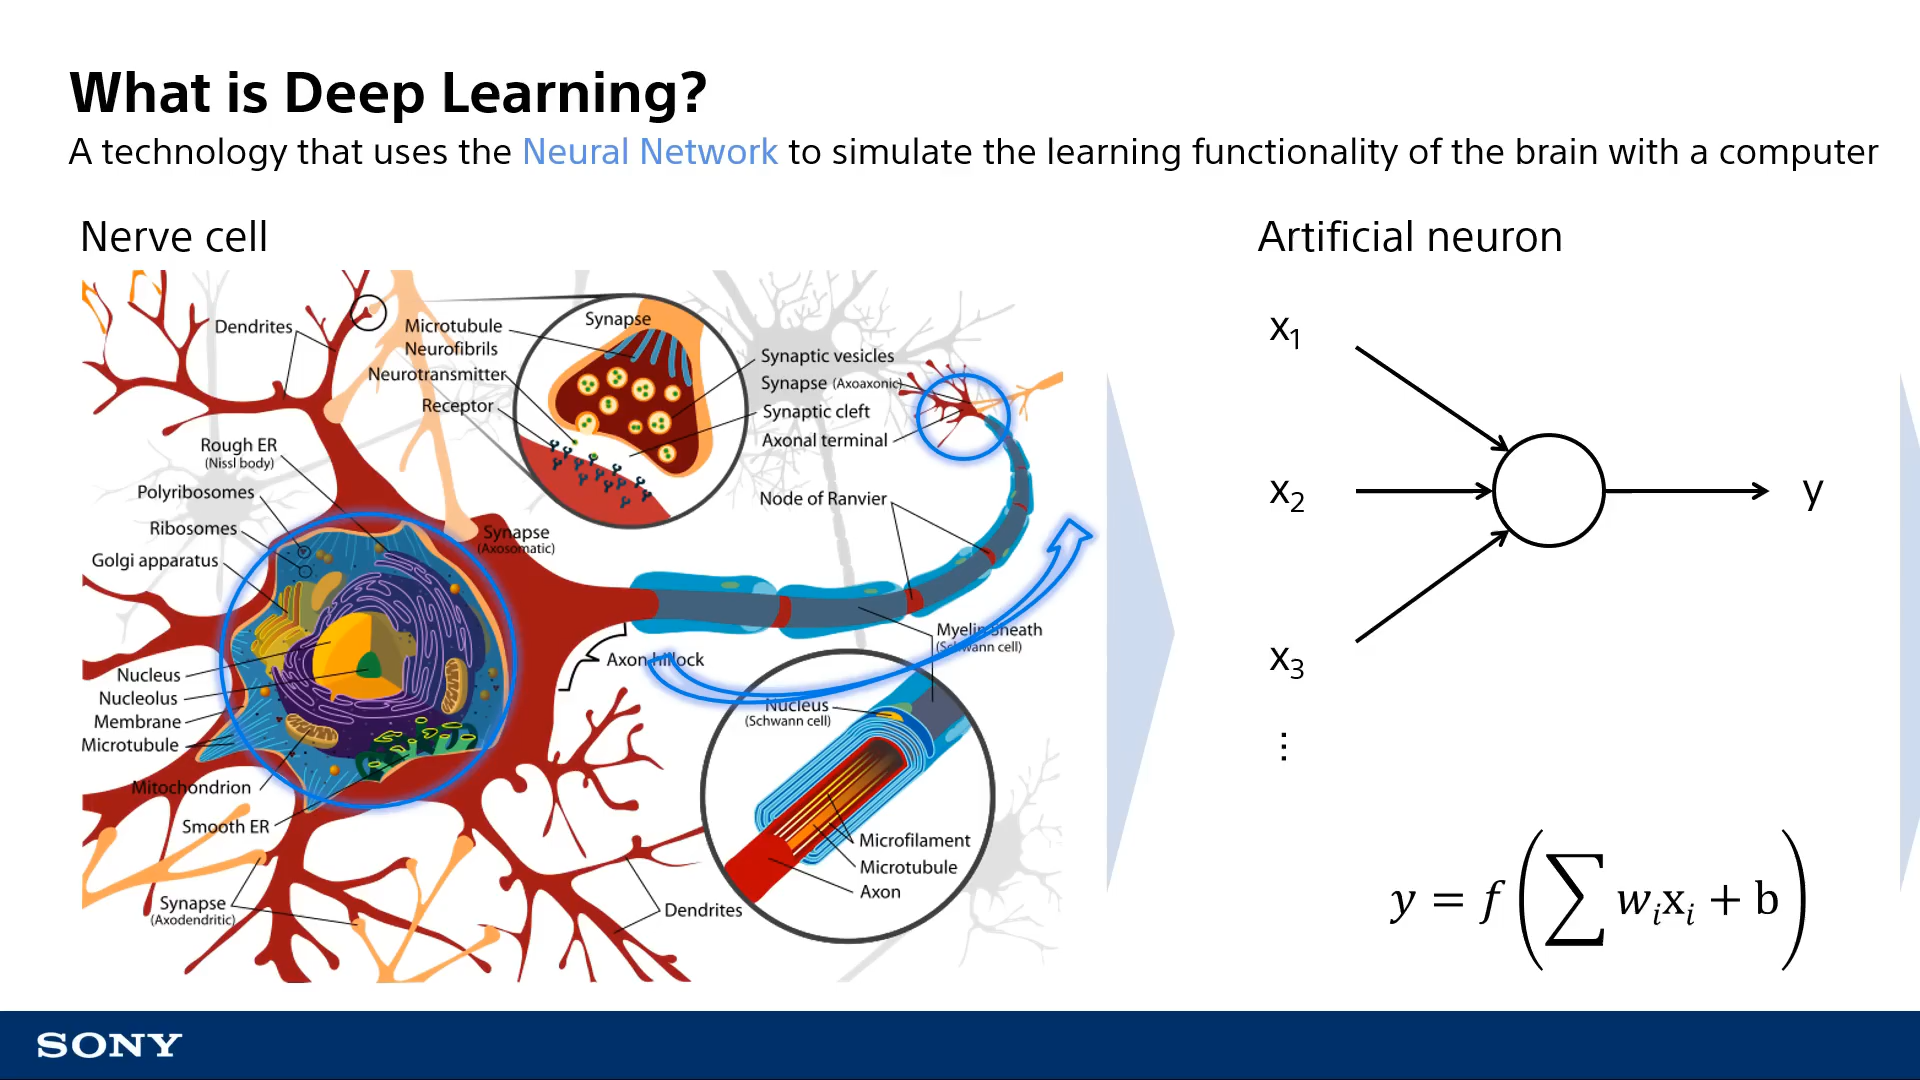 What is Deep Learning?
A technology that uses the Neural Network to simulate the learning functionality of the brain with a computer
Nerve cell
Dendrites
Microtubule
Neurofibrils
Neurotransmitter
Receptor
Synapse
Synaptic vesicles
Synapse (Axoaxonic)
Synaptic cleft
Axonal terminal
Rough ER
(Nissl body)
Polyribosomes
Ribosomes
Golgi apparatus
Synapse
(Axosomatic)
Node of Ranvier
Myelin Sheath
(Schwann cell)
Axon hillock
Nucleus
(Schwann cell)
Nucleus
Nucleolus
Membrane
Microtubule
Mitochondrion
Smooth ER
Synapse
(Axodendritic)
Dendrites
Microfilament
Microtubule
Axon
Artificial neuron
x₁
x₂
x₃
⋮
y
y = f(∑ wᵢxᵢ + b)
SONY